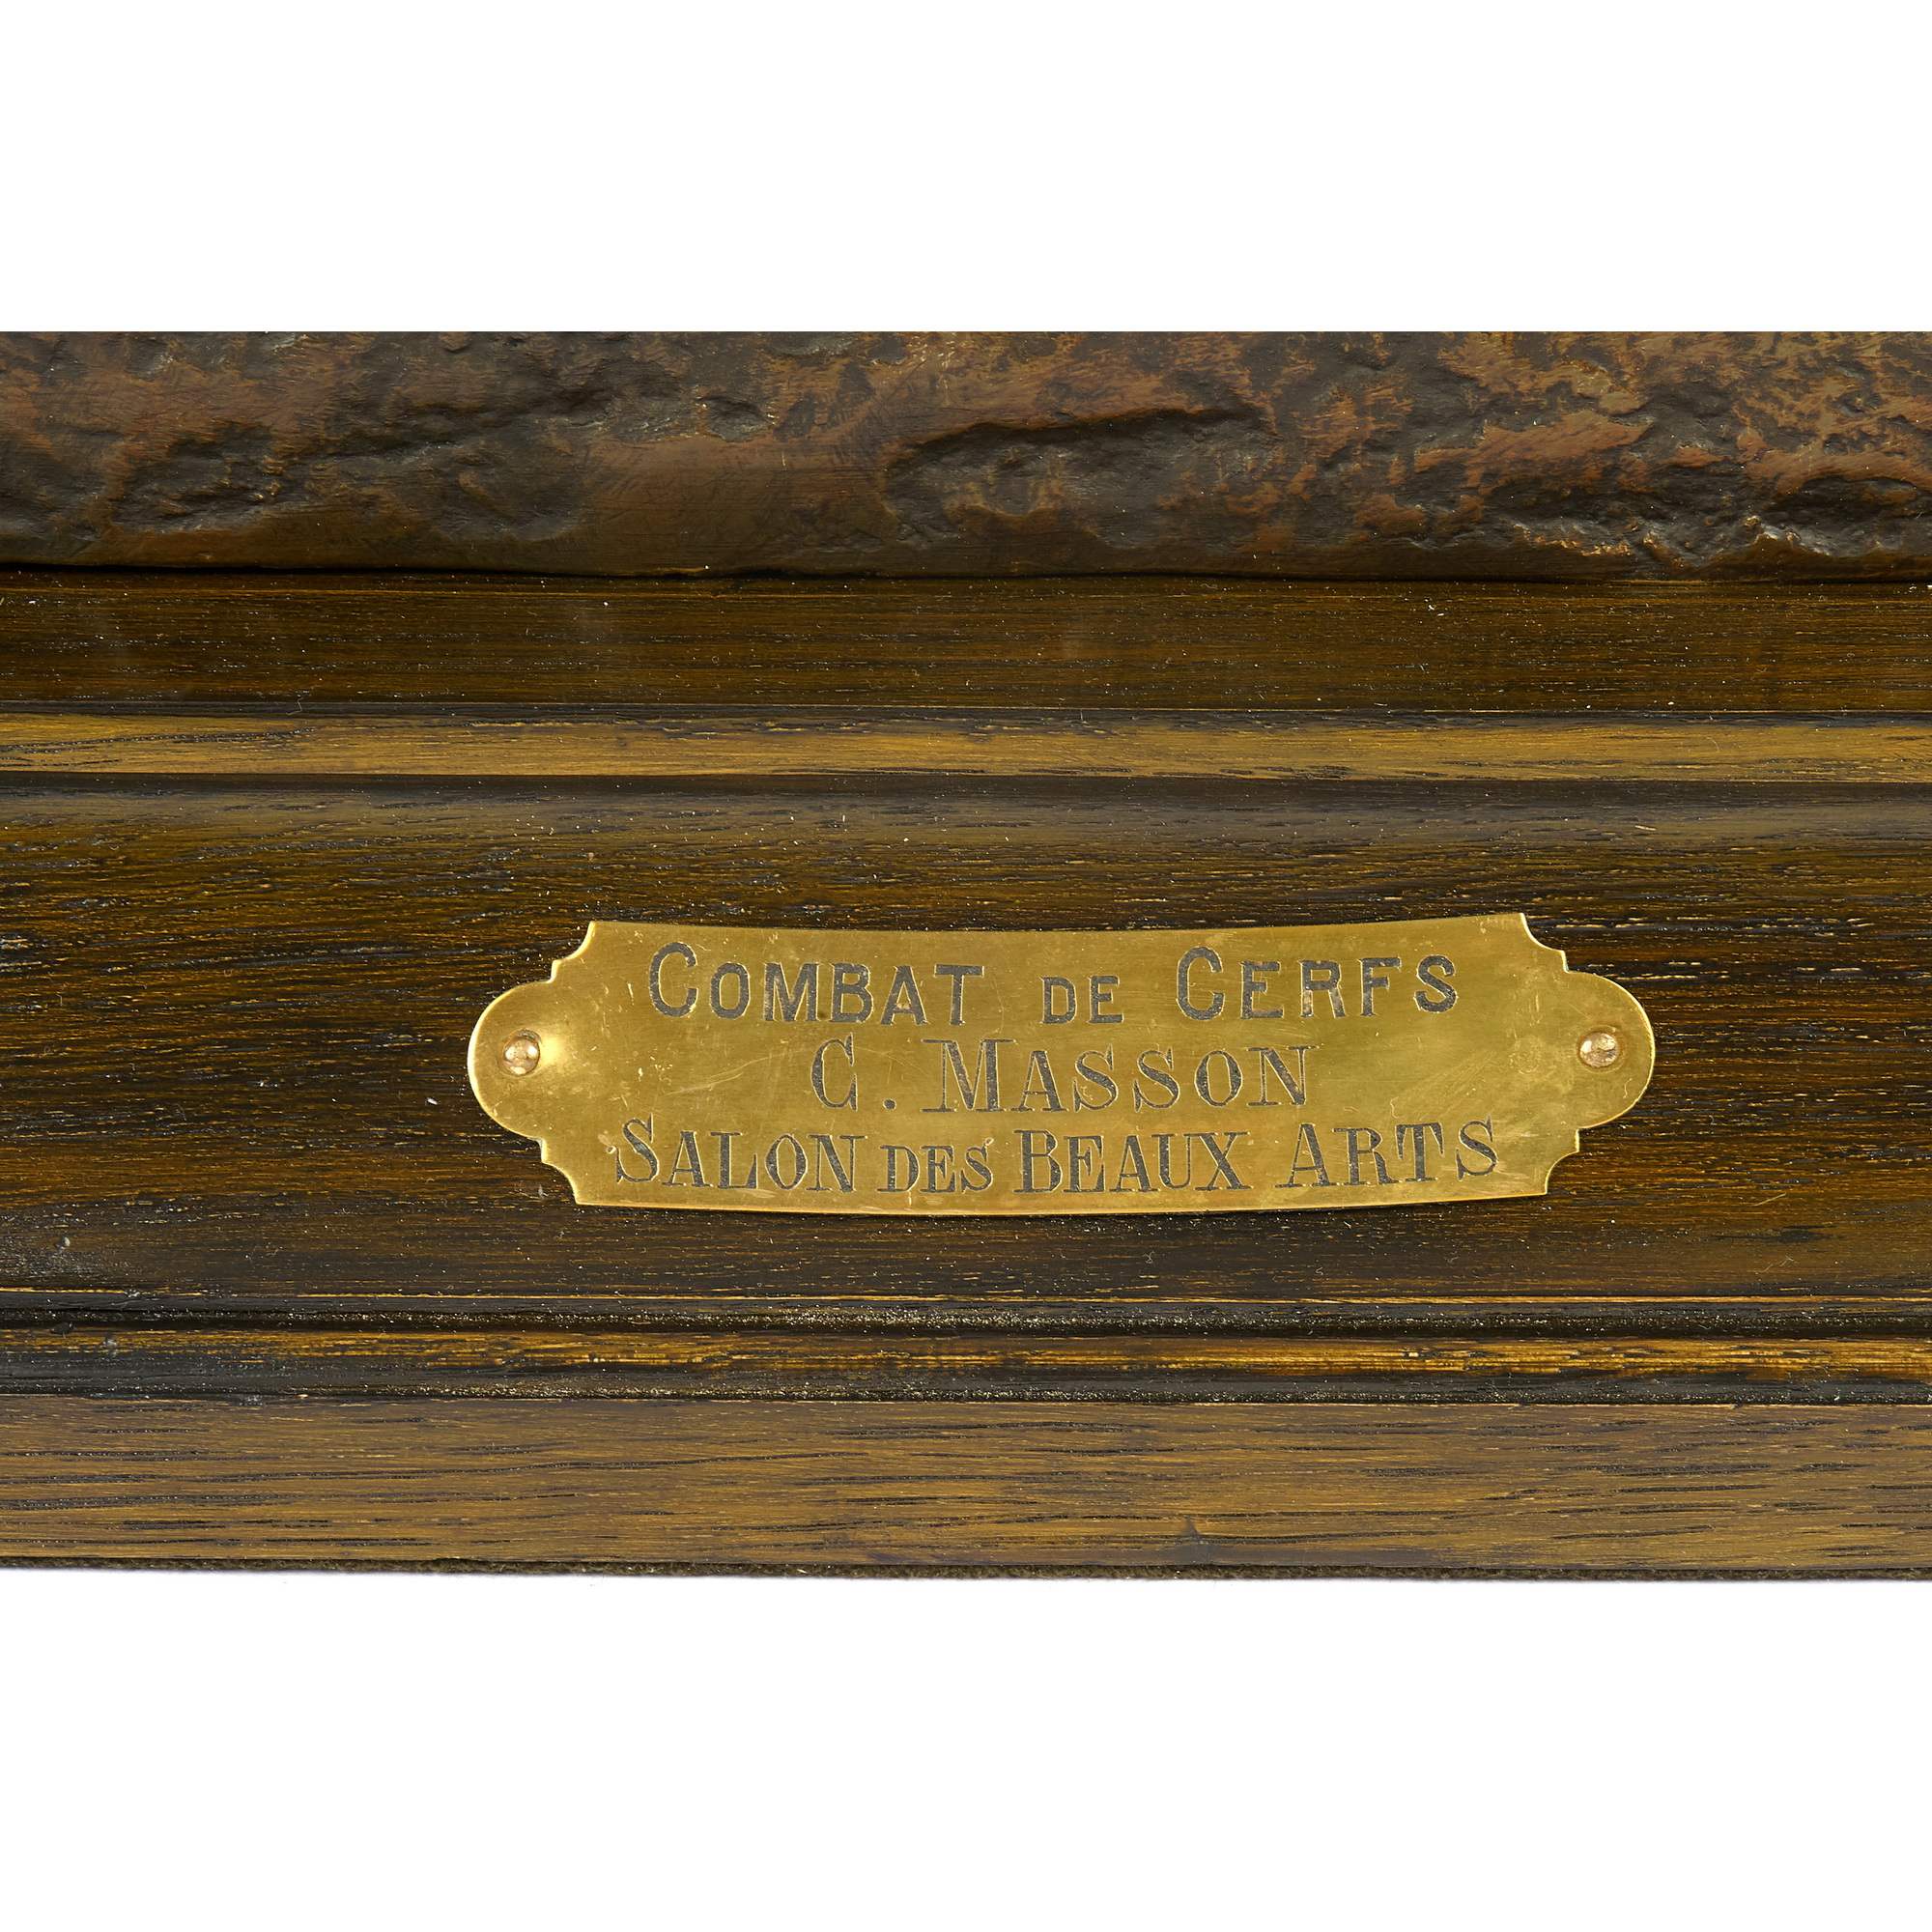 COMBAT DE CERFS
C. MASSON
SALON DES BEAUX ARTS